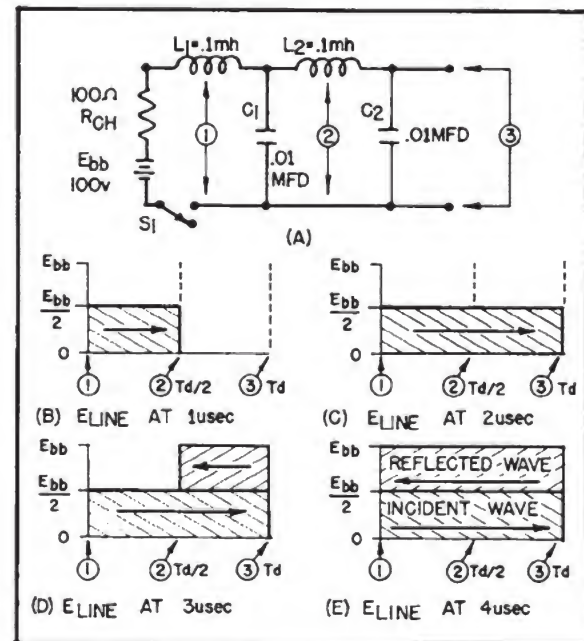 L1=.1mh L2=.1mh
100Ω
RCH
C1 C2
① ② ③
.01 MFD
.01
MFD
Ebb
100v
S1
(A)
Ebb
Ebb/2
0
① ② Td/2 ③ Td
(B) ELINE AT 1usec
Ebb
Ebb/2
0
① ② Td/2 ③ Td
(C) ELINE AT 2usec
Ebb
Ebb/2
0
① ② Td/2 ③ Td
(D) ELINE AT 3usec
Ebb
REFLECTED WAVE
Ebb/2
INCIDENT WAVE
0
① ② Td/2 ③ Td
(E) ELINE AT 4usec